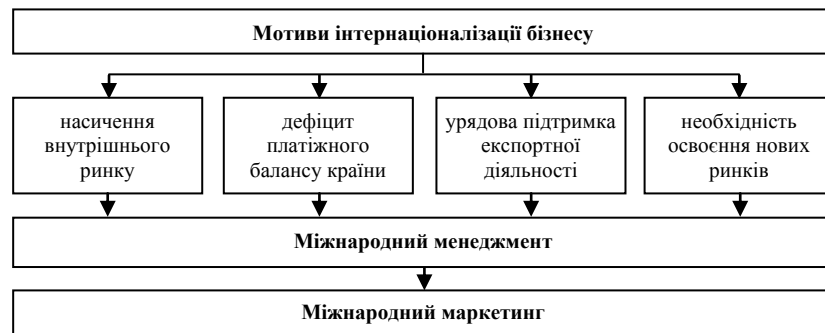 Мотиви інтернаціоналізації бізнесу
насичення
внутрішнього
ринку
дефіцит
платіжного
балансу країни
урядова підтримка
експортної
діяльності
необхідність
освоєння нових
ринків
Міжнародний менеджмент
Міжнародний маркетинг